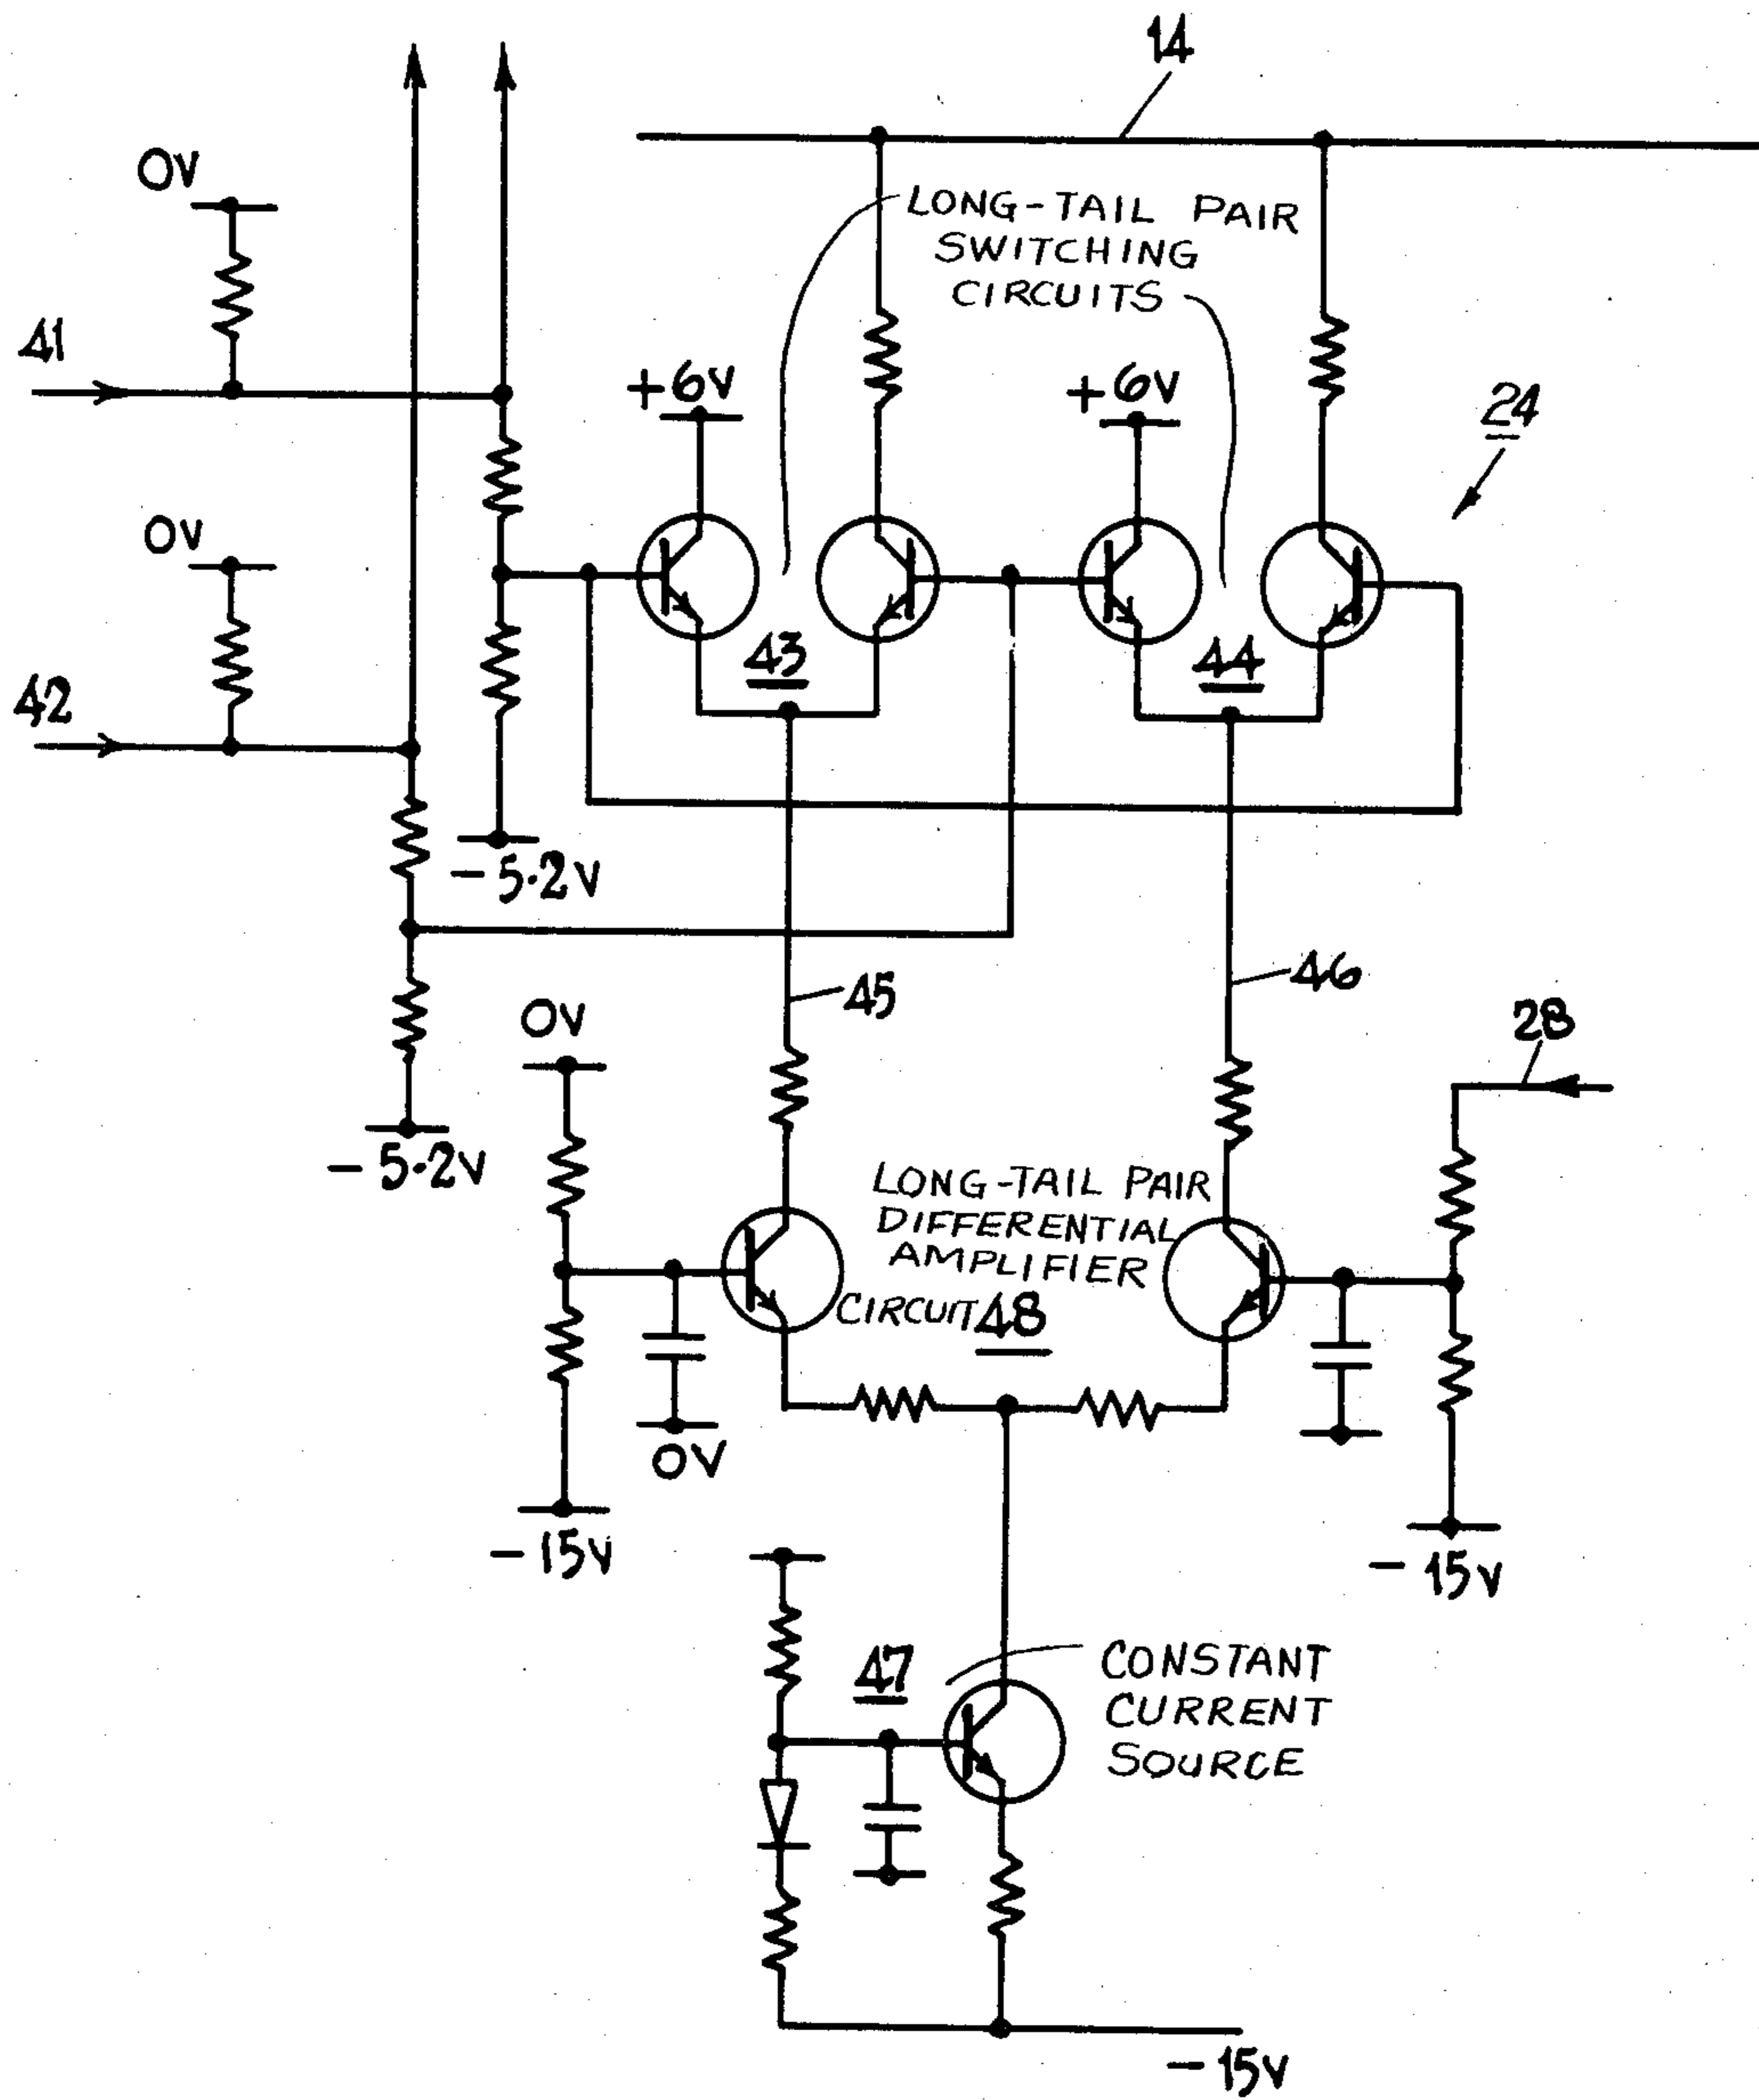 14
0V
LONG-TAIL PAIR
SWITCHING
CIRCUITS
41
+6V
+6V
24
0V
43
44
42
-5.2V
45
46
0V
28
-5.2V
LONG-TAIL PAIR
DIFFERENTIAL
AMPLIFIER
CIRCUIT 48
0V
-15V
-15V
47
CONSTANT
CURRENT
SOURCE
-15V